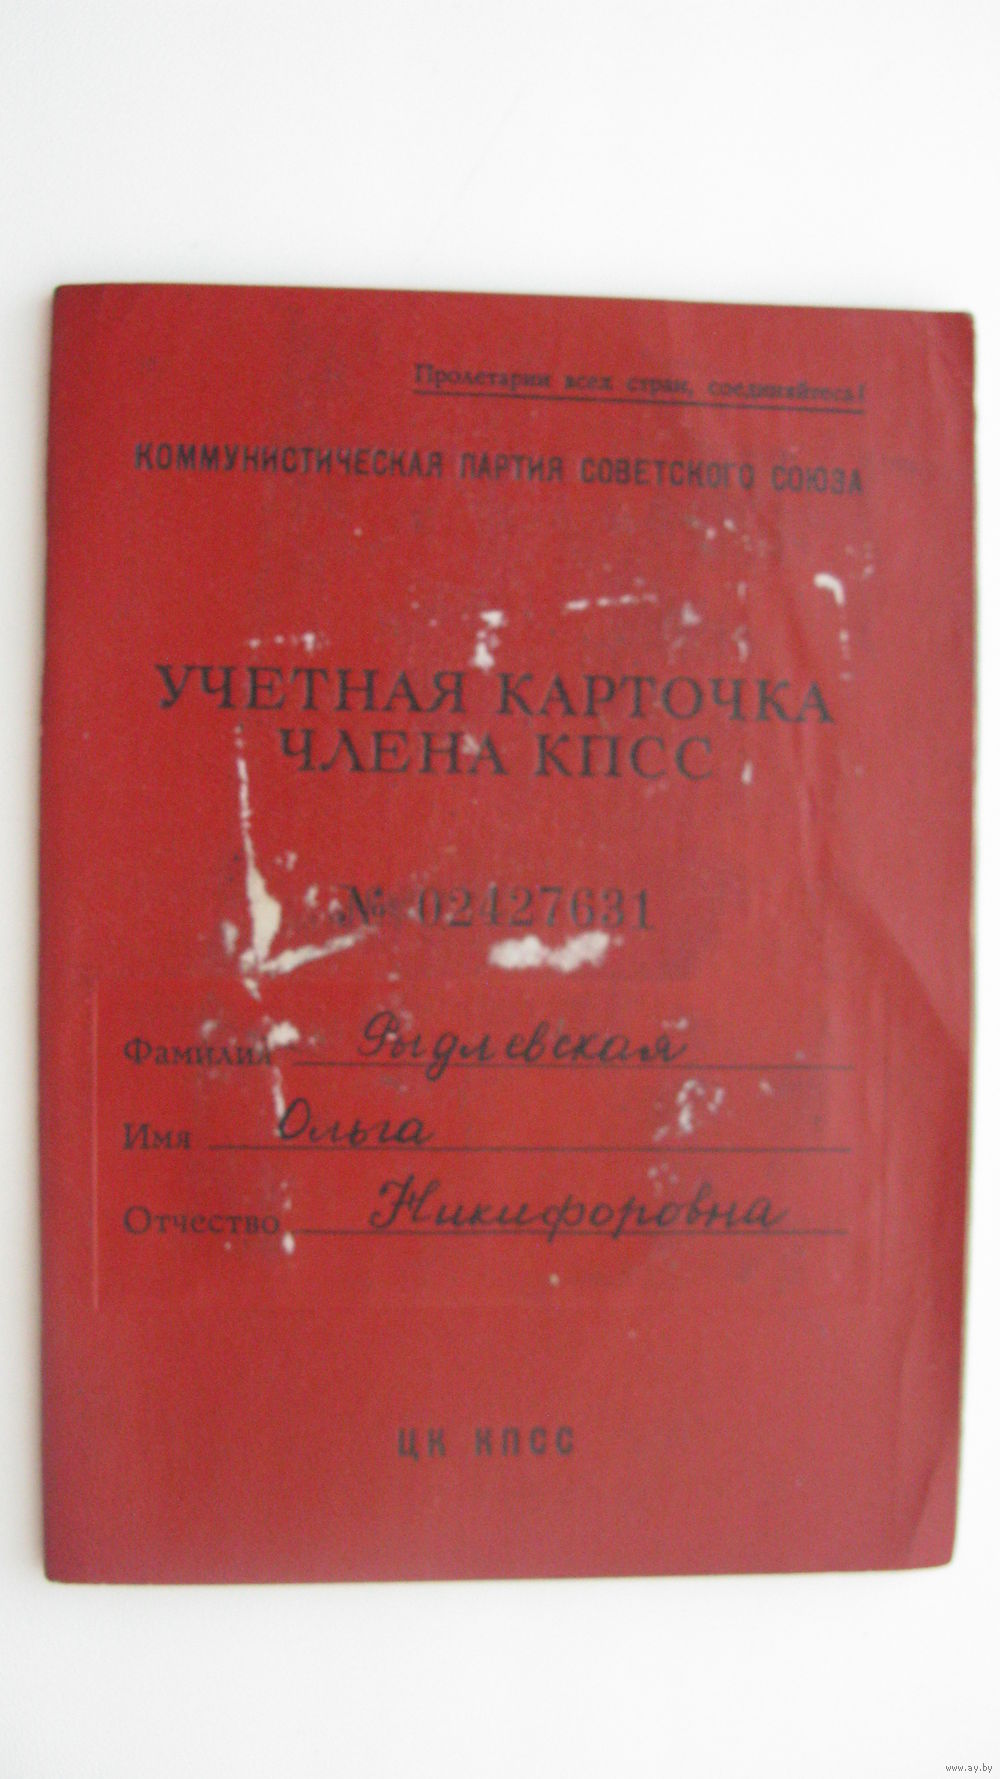 Пролетарии всех стран, соединяйтесь!
КОММУНИСТИЧЕСКАЯ ПАРТИЯ СОВЕТСКОГО СОЮЗА
УЧЕТНАЯ КАРТОЧКА
ЧЛЕНА КПСС
№ 02427631
Фамилия Рыдлевская
Имя Ольга
Отчество Никифоровна
ЦК КПСС
www.ay.by